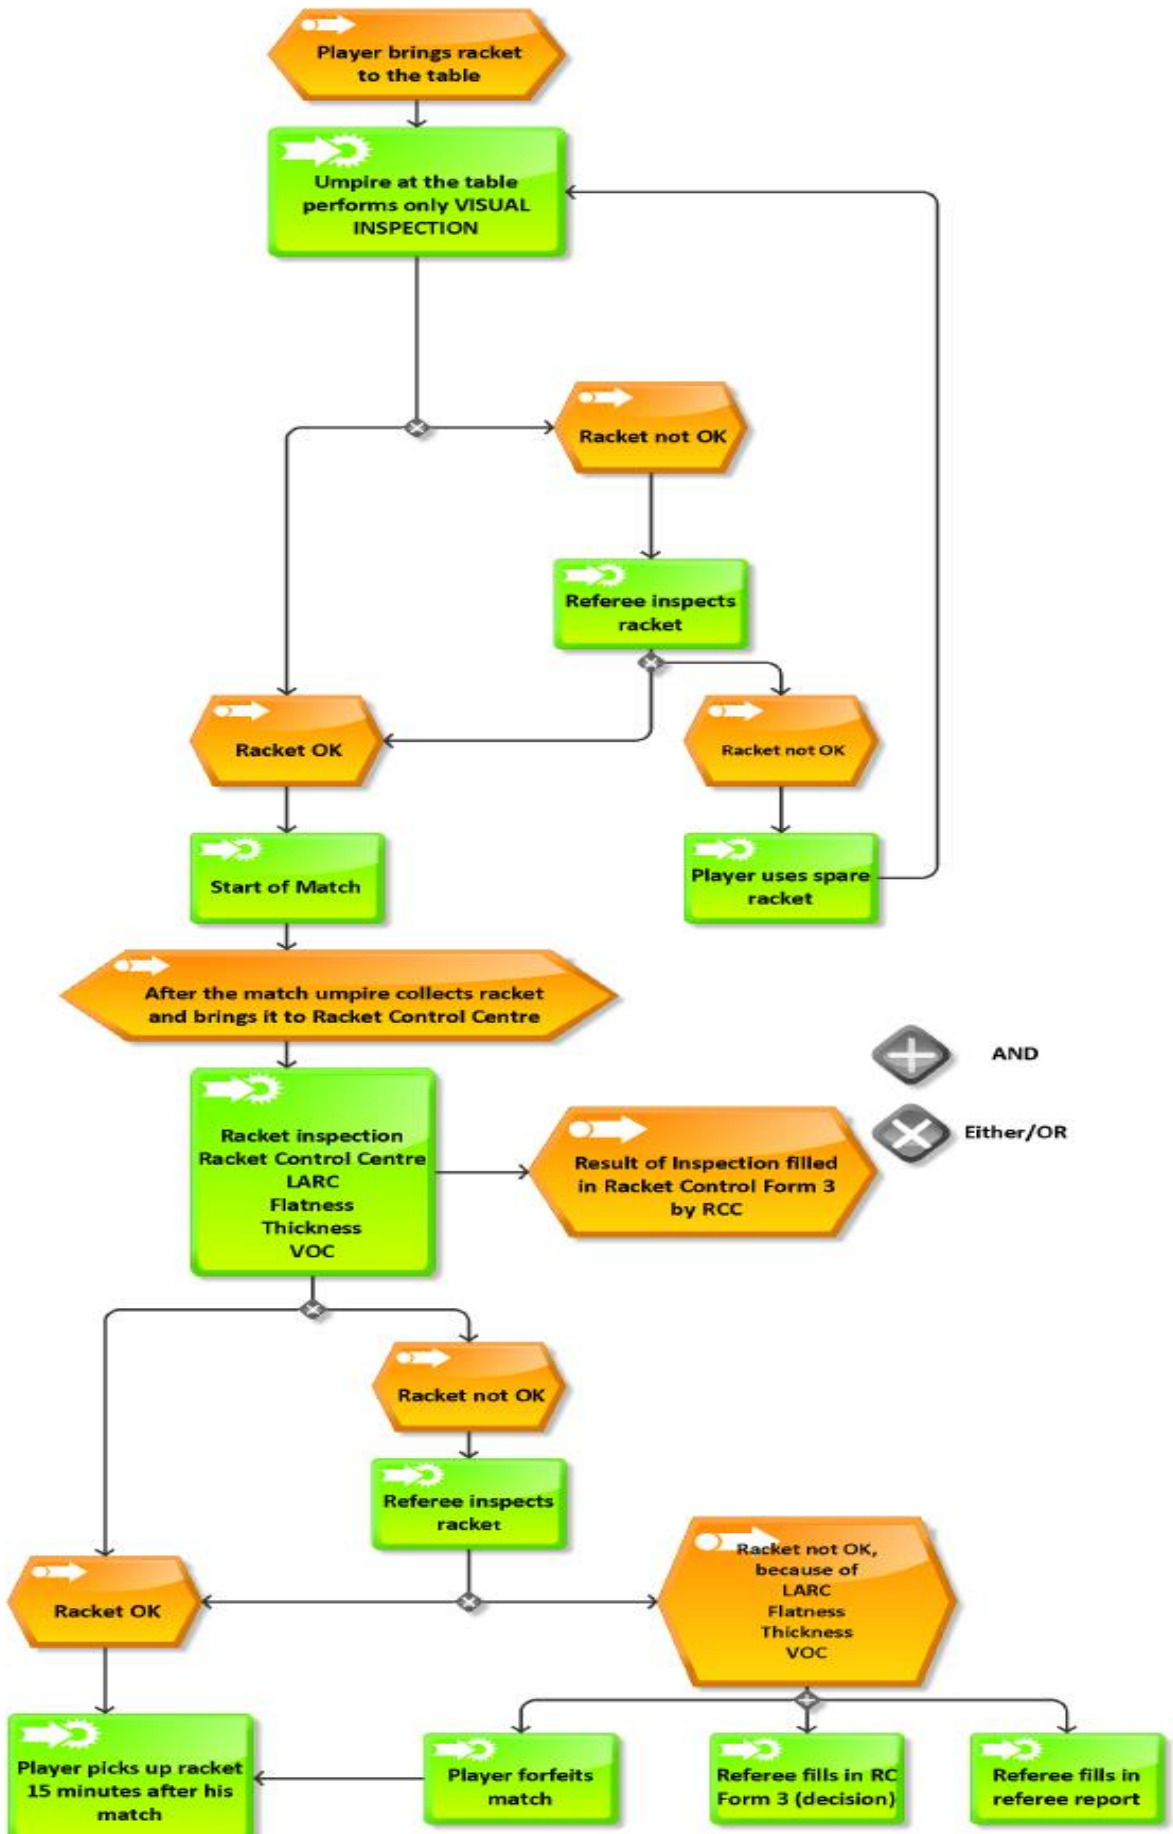 Player brings racket
to the table
Umpire at the table
performs only VISUAL
INSPECTION
Racket not OK
Referee inspects
racket
Racket OK
Racket not OK
Start of Match
Player uses spare
racket
After the match umpire collects racket
and brings it to Racket Control Centre
AND
Either/OR
Racket inspection
Racket Control Centre
LARC
Flatness
Thickness
VOC
Result of Inspection filled
in Racket Control Form 3
by RCC
Racket not OK
Referee inspects
racket
Racket OK
Racket not OK,
because of
LARC
Flatness
Thickness
VOC
Player picks up racket
15 minutes after his
match
Player forfeits
match
Referee fills in RC
Form 3 (decision)
Referee fills in
referee report